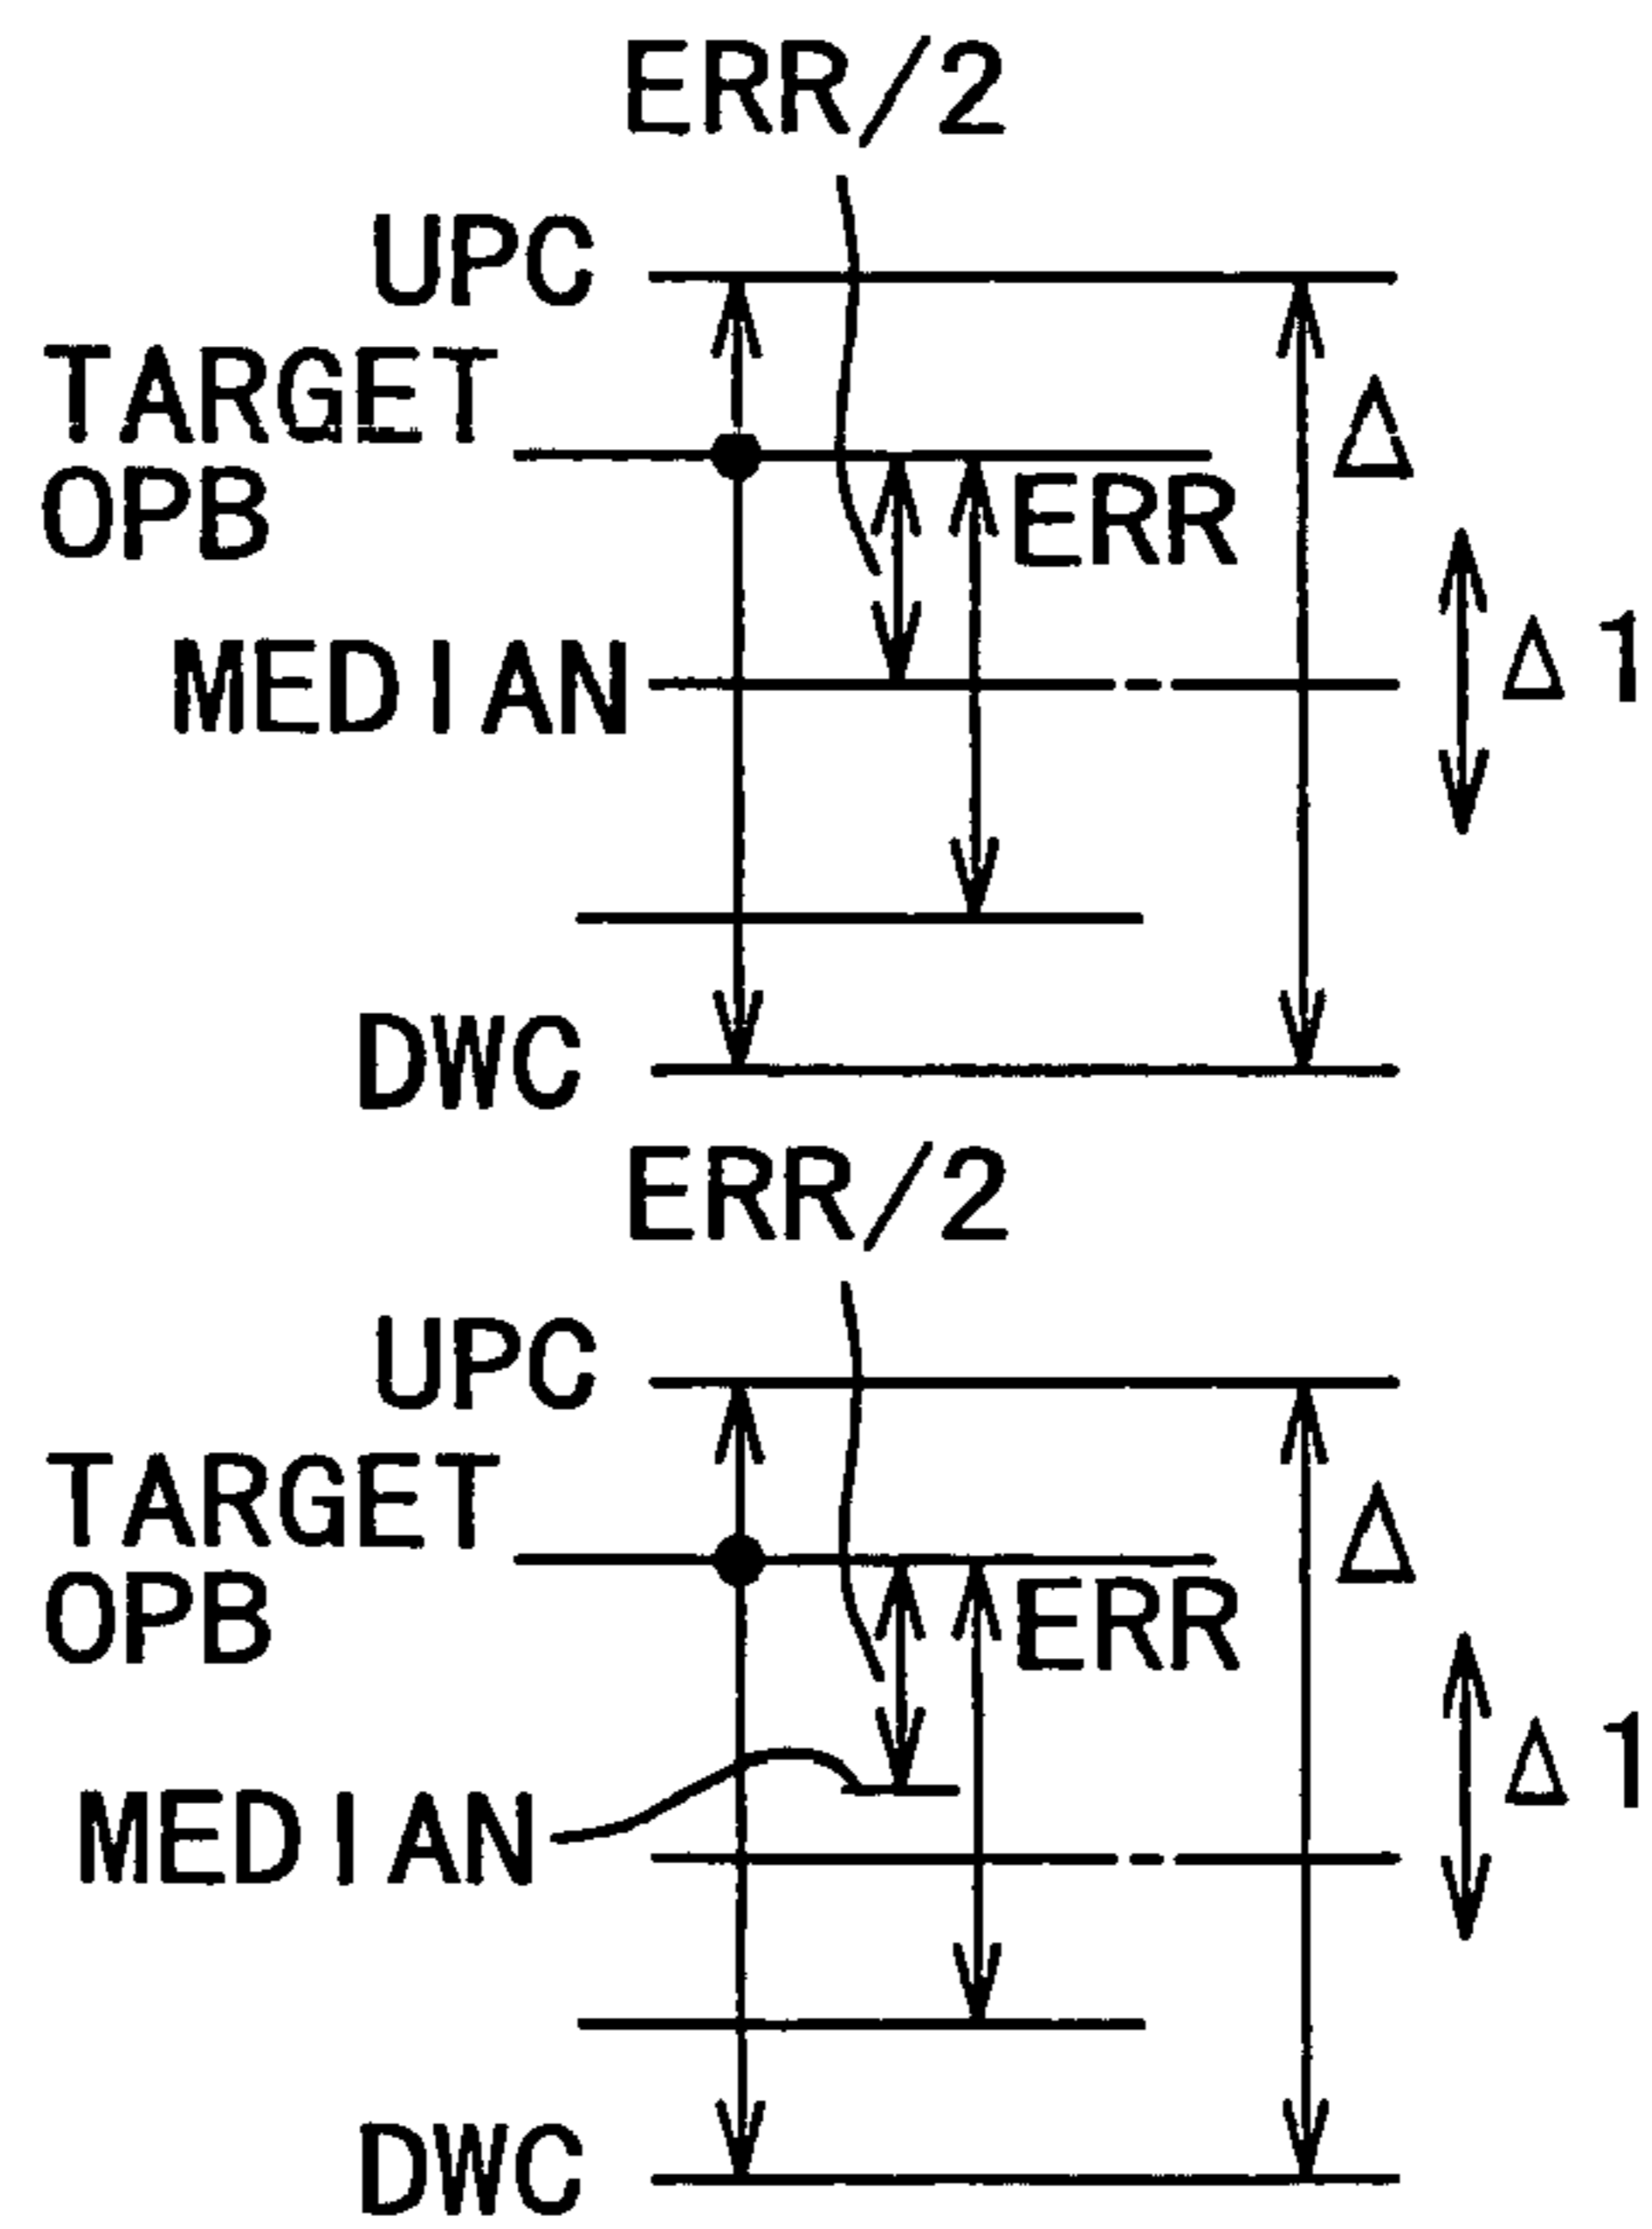 ERR/2
UPC
TARGET
OPB
Δ
ERR
MEDIAN
Δ1
DWC
ERR/2
UPC
TARGET
OPB
Δ
ERR
MEDIAN
Δ1
DWC